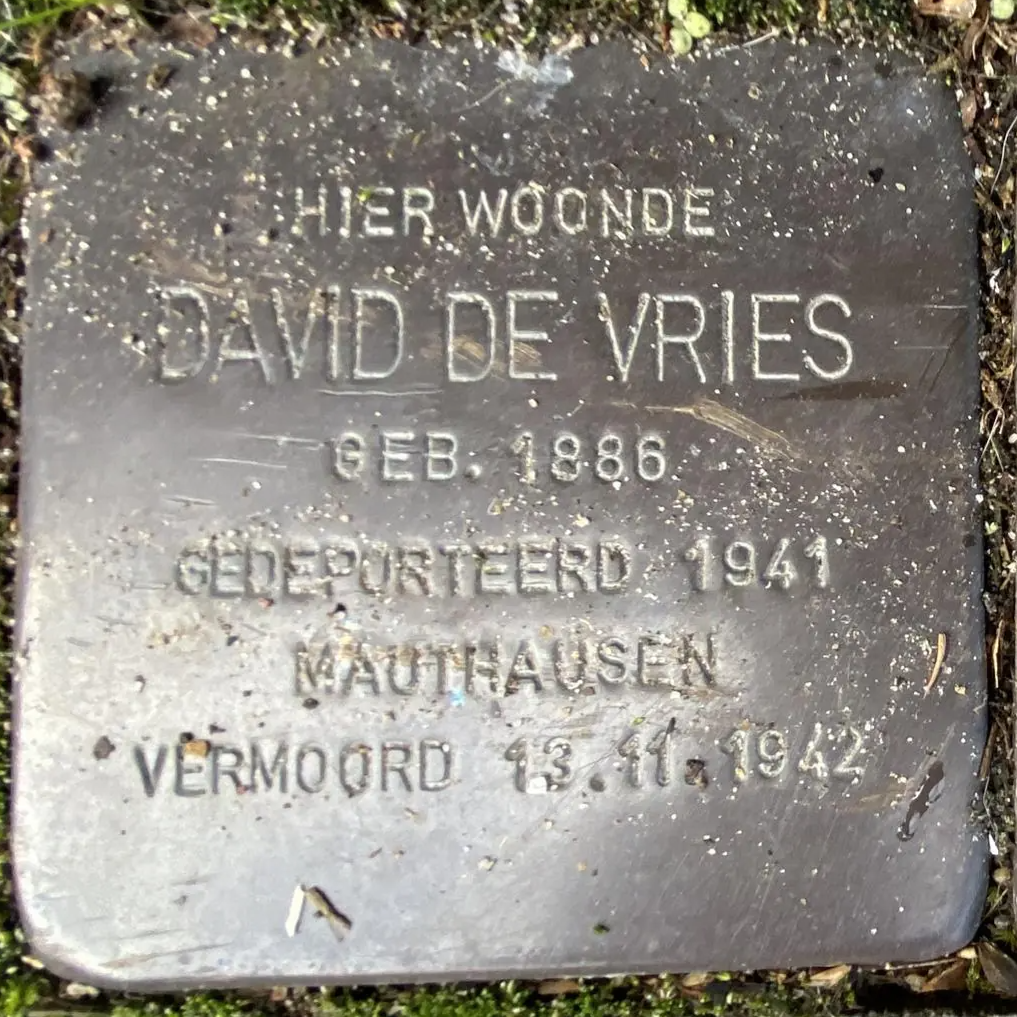 HIER WOONDE
DAVID DE VRIES
GEB. 1886
GEDEPORTEERD 1941
MAUTHAUSEN
VERMOORD 13.11.1942